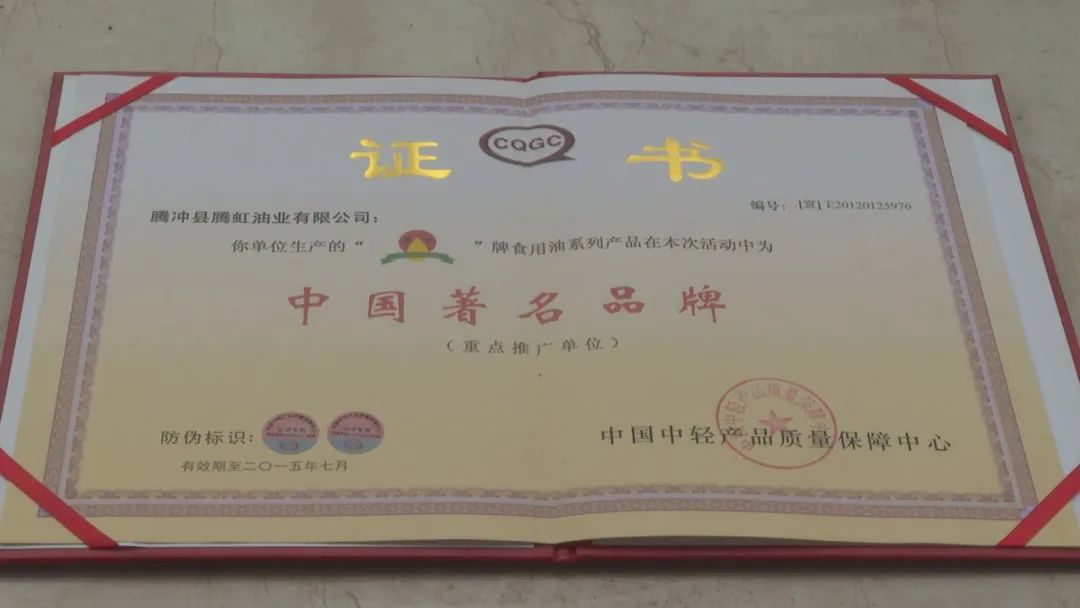 证书
CQGC
编号：[宣] E20120125976
腾冲县腾虹油业有限公司：
你单位生产的“ ”牌食用油系列产品在本次活动中为
中国著名品牌
（重点推广单位）
防伪标识：
中国中轻产品质量保障中心
有效期至二〇一五年七月